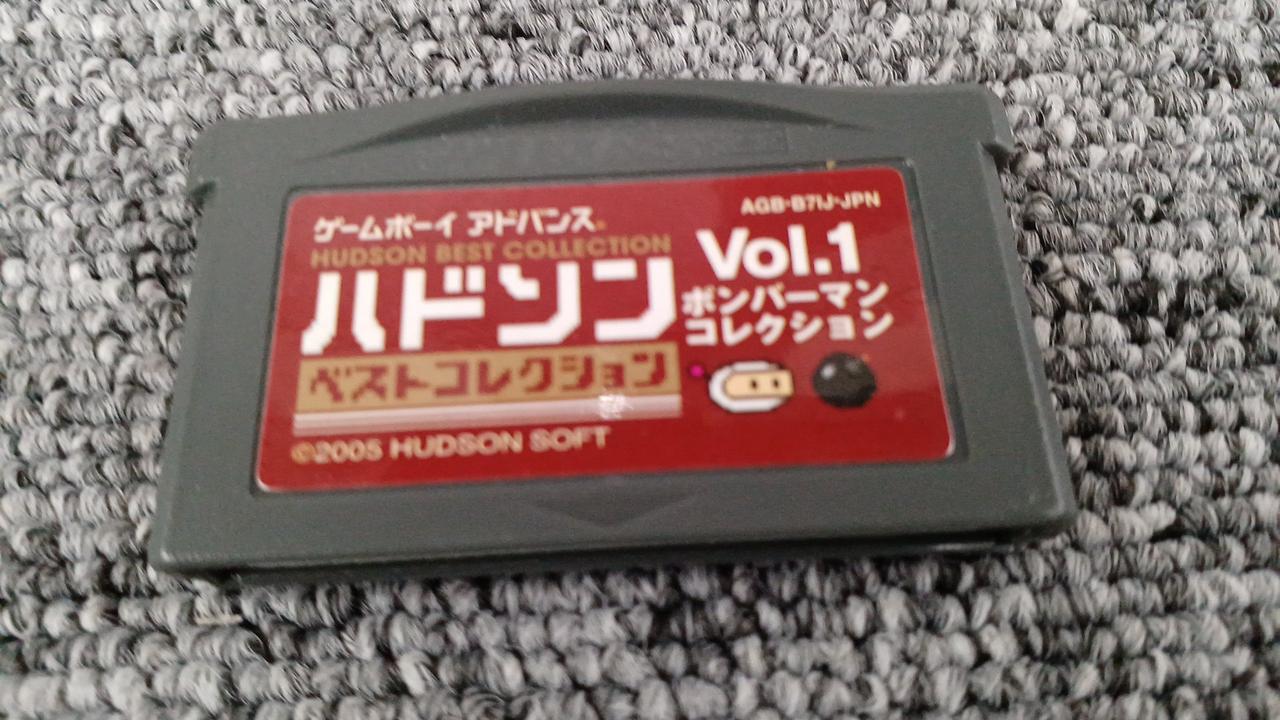 ゲームボーイ アドバンス
AGB-B7IJ-JPN
HUDSON BEST COLLECTION
ハドソン
Vol.1
ボンバーマン
コレクション
ベストコレクション
©2005 HUDSON SOFT